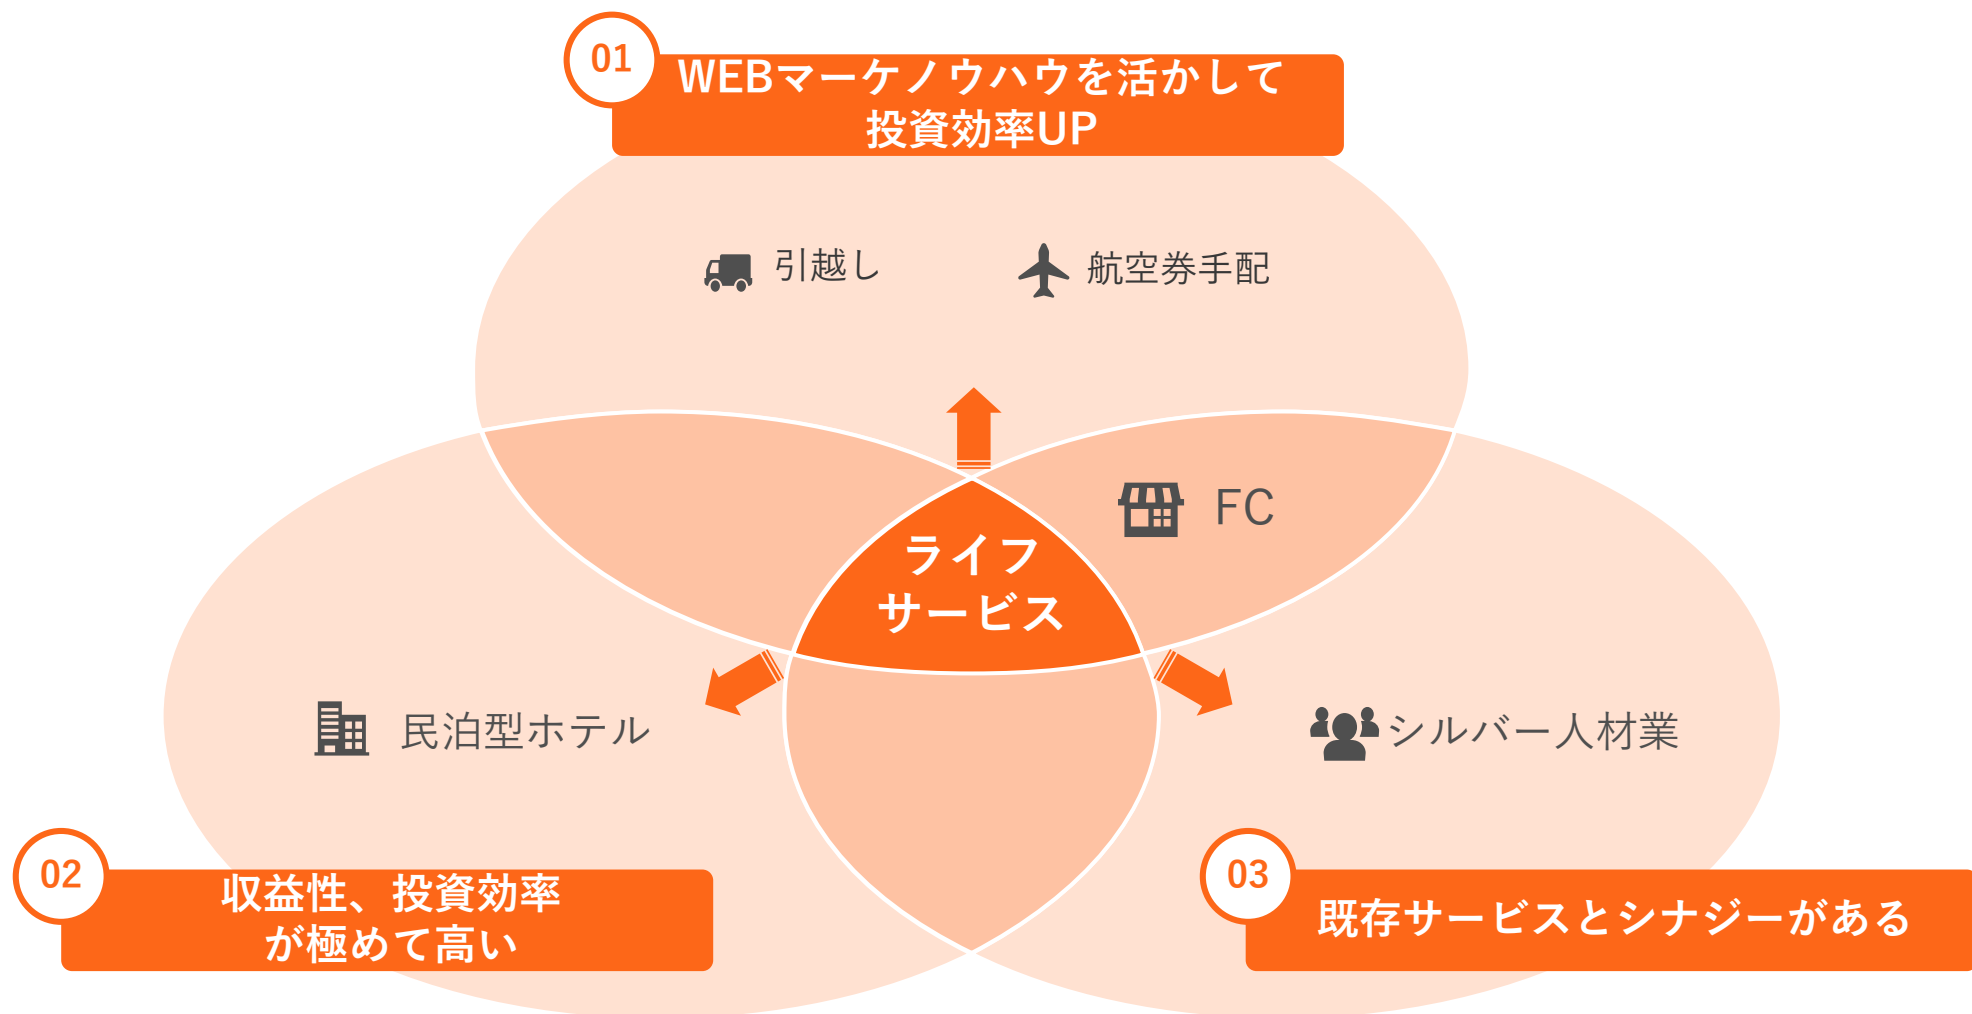 01
WEBマーケノウハウを活かして
投資効率UP
引越し
航空券手配
FC
ライフ
サービス
民泊型ホテル
シルバー人材業
02
収益性、投資効率
が極めて高い
03
既存サービスとシナジーがある